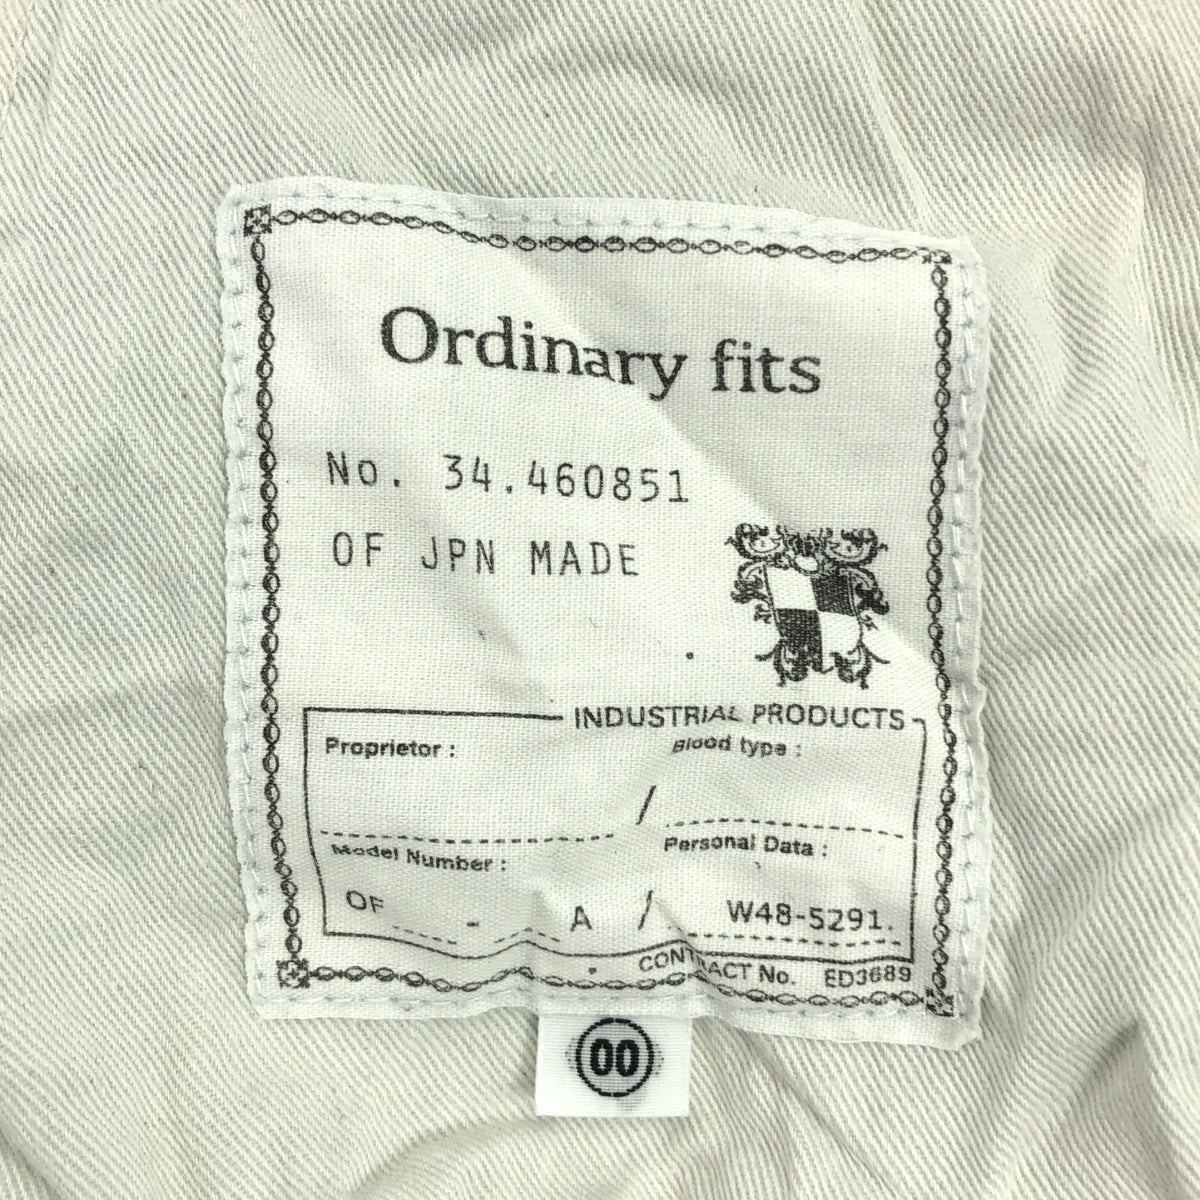 Ordinary fits
No. 34.460851
OF JPN MADE
INDUSTRIAL PRODUCTS
Proprietor : Blood type :
/
Model Number : Personal Data :
OF - A / W48-5291.
CONTRACT No. ED3689
00